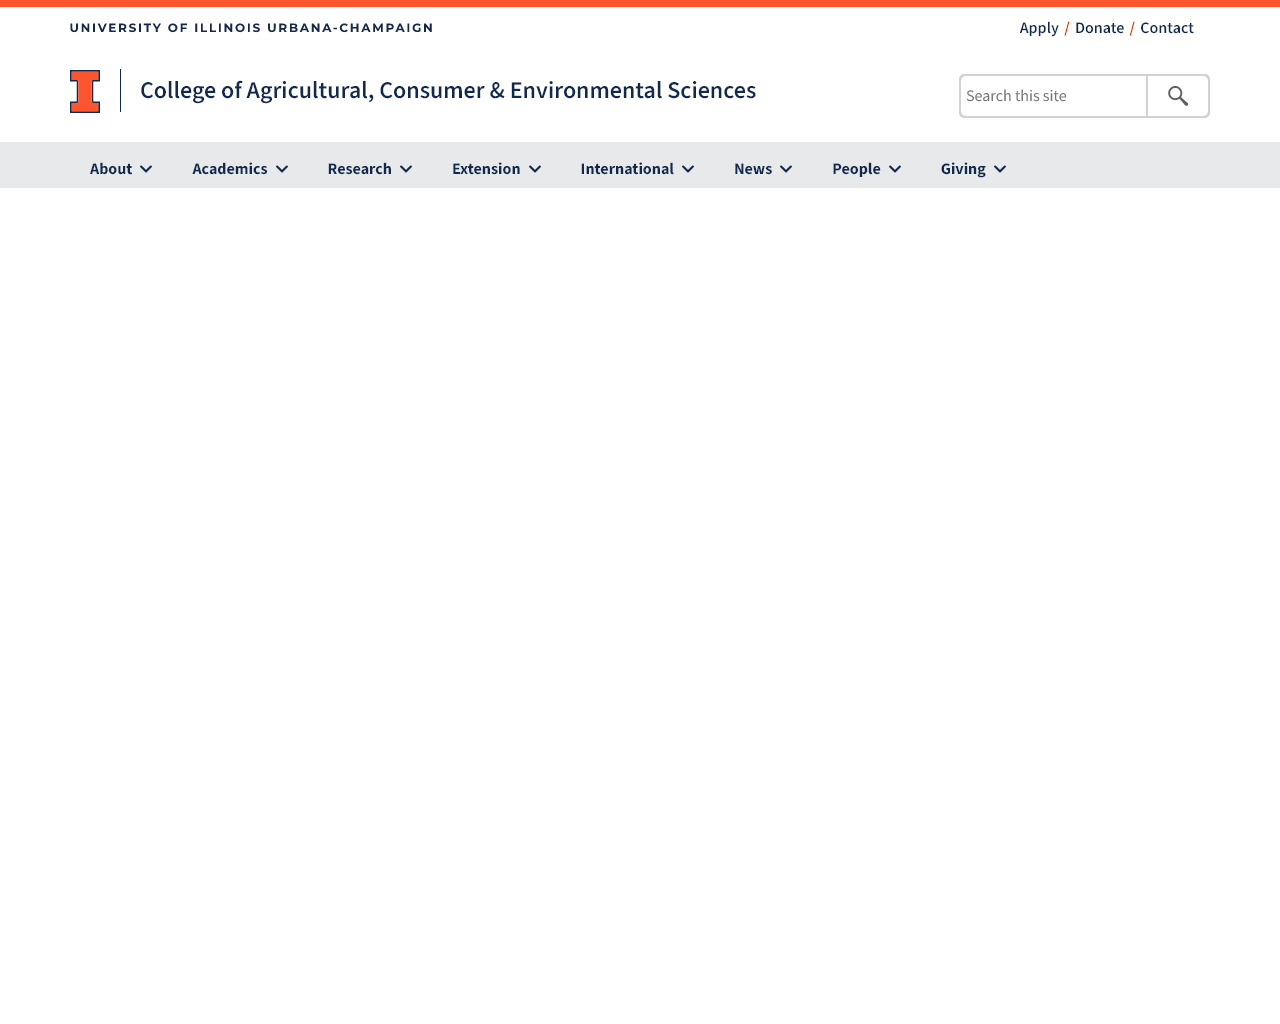 UNIVERSITY OF ILLINOIS URBANA-CHAMPAIGN
Apply / Donate / Contact
College of Agricultural, Consumer & Environmental Sciences
Search this site
About Academics Research Extension International News People Giving